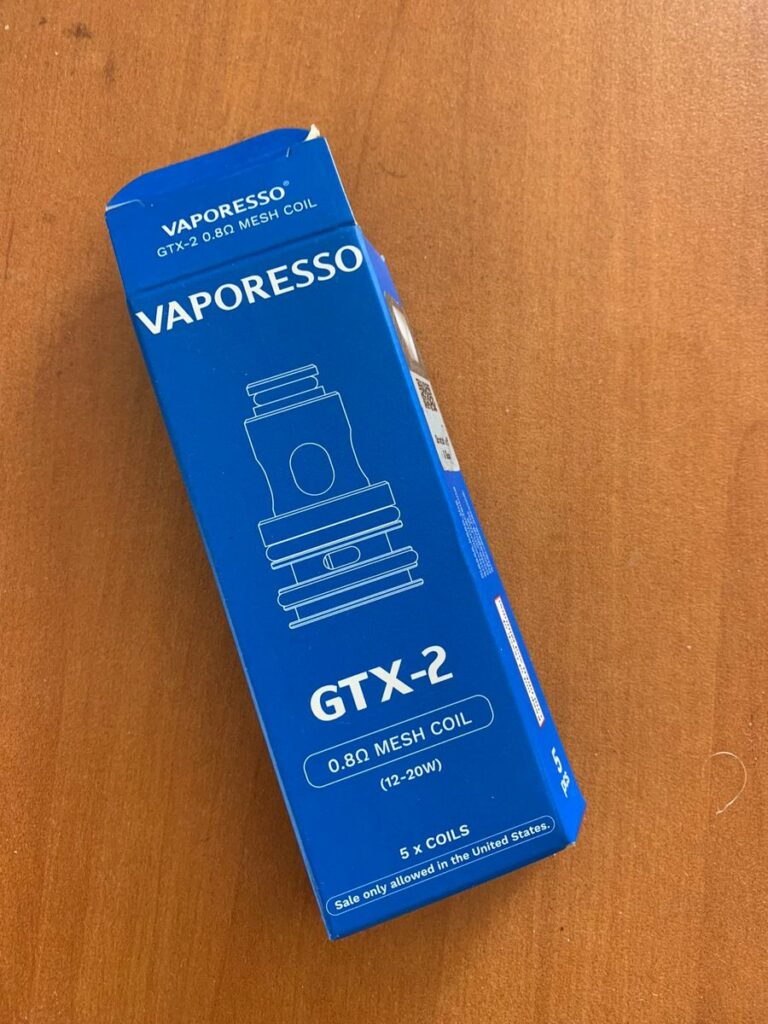 VAPORESSO®
GTX-2 0.8Ω MESH COIL
VAPORESSO
GTX-2
0.8Ω MESH COIL
(12-20W)
5 x COILS
Sale only allowed in the United States.
5